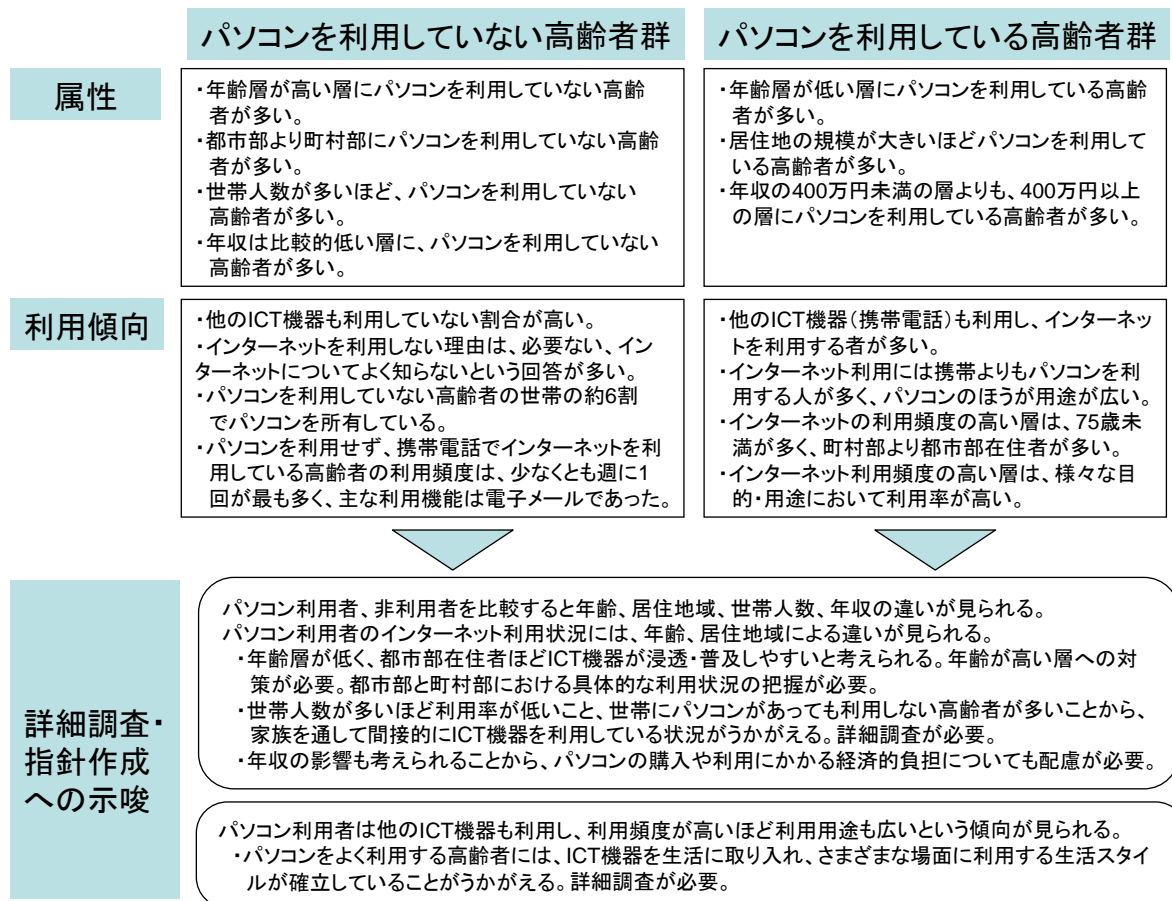 パソコンを利用していない高齢者群
パソコンを利用している高齢者群
属性
・年齢層が高い層にパソコンを利用していない高齢
者が多い。
・都市部より町村部にパソコンを利用していない高齢
者が多い。
・世帯人数が多いほど、パソコンを利用していない
高齢者が多い。
・年収は比較的低い層に、パソコンを利用していない
高齢者が多い。
・年齢層が低い層にパソコンを利用している高齢
者が多い。
・居住地の規模が大きいほどパソコンを利用して
いる高齢者が多い。
・年収の400万円未満の層よりも、400万円以上
の層にパソコンを利用している高齢者が多い。
利用傾向
・他のICT機器も利用していない割合が高い。
・インターネットを利用しない理由は、必要ない、イン
ターネットについてよく知らないという回答が多い。
・パソコンを利用していない高齢者の世帯の約6割
でパソコンを所有している。
・パソコンを利用せず、携帯電話でインターネットを利
用している高齢者の利用頻度は、少なくとも週に1
回が最も多く、主な利用機能は電子メールであった。
・他のICT機器（携帯電話）も利用し、インターネッ
トを利用する者が多い。
・インターネット利用には携帯よりもパソコンを利
用する人が多く、パソコンのほうが用途が広い。
・インターネットの利用頻度の高い層は、75歳未
満が多く、町村部より都市部在住者が多い。
・インターネット利用頻度の高い層は、様々な目
的・用途において利用率が高い。
詳細調査・
指針作成
への示唆
パソコン利用者、非利用者を比較すると年齢、居住地域、世帯人数、年収の違いが見られる。
パソコン利用者のインターネット利用状況には、年齢、居住地域による違いが見られる。
・年齢層が低く、都市部在住者ほどICT機器が浸透・普及しやすいと考えられる。年齢が高い層への対
策が必要。都市部と町村部における具体的な利用状況の把握が必要。
・世帯人数が多いほど利用率が低いこと、世帯にパソコンがあっても利用しない高齢者が多いことから、
家族を通して間接的にICT機器を利用している状況がうかがえる。詳細調査が必要。
・年収の影響も考えられることから、パソコンの購入や利用にかかる経済的負担についても配慮が必要。
パソコン利用者は他のICT機器も利用し、利用頻度が高いほど利用用途も広いという傾向が見られる。
・パソコンをよく利用する高齢者には、ICT機器を生活に取り入れ、さまざまな場面に利用する生活スタイ
ルが確立していることがうかがえる。詳細調査が必要。